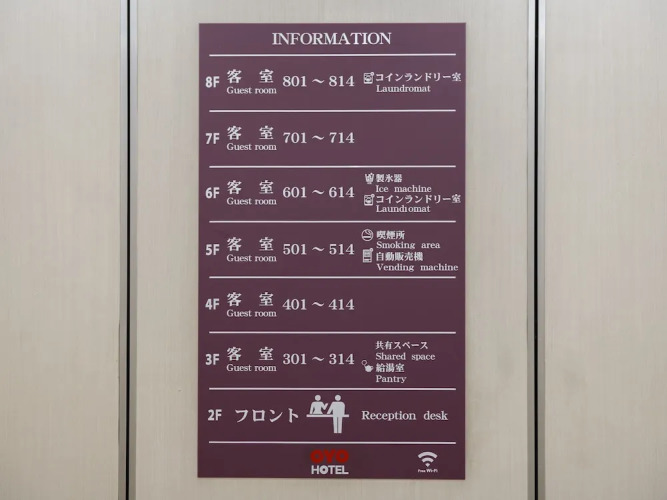 INFORMATION
8F 客室 801～814 コインランドリー室
Guest room Laundromat
7F 客室 701～714
Guest room
6F 客室 601～614 製氷器
Guest room Ice machine
コインランドリー室
Laundromat
5F 客室 501～514 喫煙所
Guest room Smoking area
自動販売機
Vending machine
4F 客室 401～414
Guest room
3F 客室 301～314 共有スペース
Guest room Shared space
給湯室
Pantry
2F フロント Reception desk
OYO
HOTEL
Free Wi-Fi